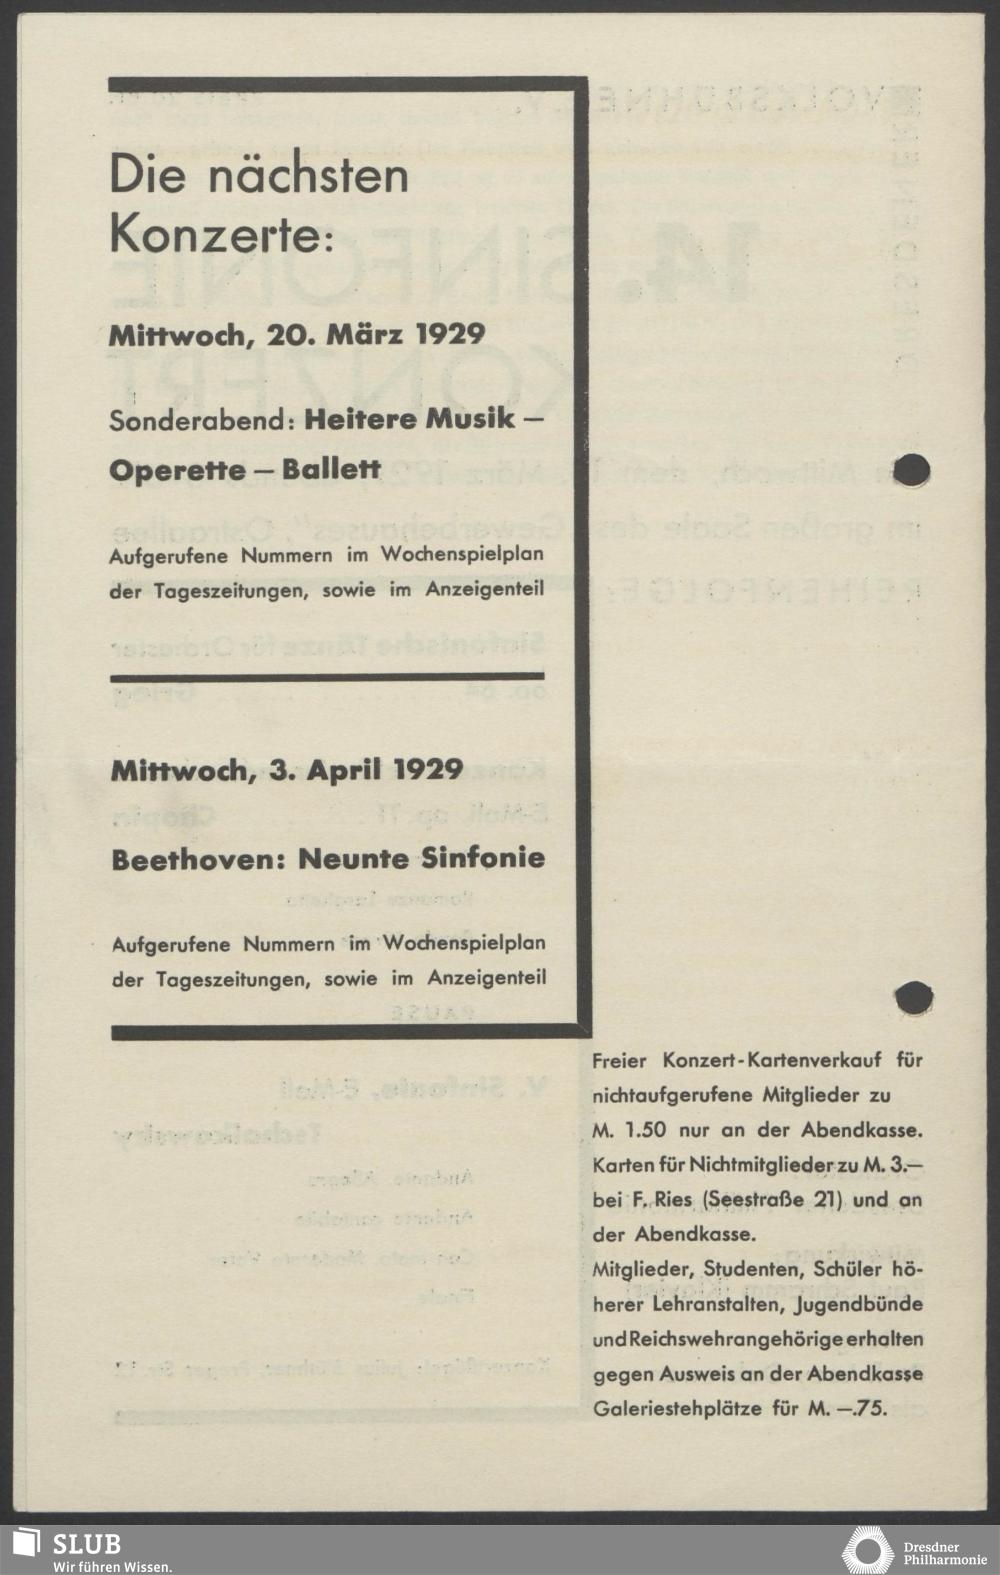 Die nächsten
Konzerte:
Mittwoch, 20. März 1929
Sonderabend: Heitere Musik —
Operette — Ballett
Aufgerufene Nummern im Wochenspielplan
der Tageszeitungen, sowie im Anzeigenteil
Mittwoch, 3. April 1929
Beethoven: Neunte Sinfonie
Aufgerufene Nummern im Wochenspielplan
der Tageszeitungen, sowie im Anzeigenteil
Freier Konzert-Kartenverkauf für
nichtaufgerufene Mitglieder zu
M. 1.50 nur an der Abendkasse.
Karten für Nichtmitglieder zu M. 3.—
bei F. Ries (Seestraße 21) und an
der Abendkasse.
Mitglieder, Studenten, Schüler hö-
herer Lehranstalten, Jugendbünde
und Reichswehrangehörige erhalten
gegen Ausweis an der Abendkasse
Galeriestehplätze für M. —.75.
SLUB
Wir führen Wissen.
Dresdner
Philharmonie